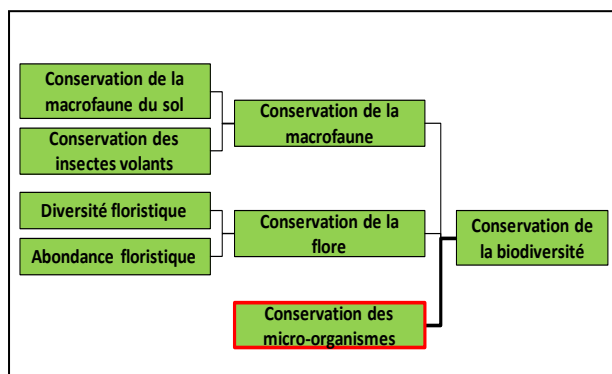 Conservation de la
macrofaune du sol
Conservation des
insectes volants
Conservation de la
macrofaune
Diversité floristique
Abondance floristique
Conservation de la
flore
Conservation de
la biodiversité
Conservation des
micro-organismes